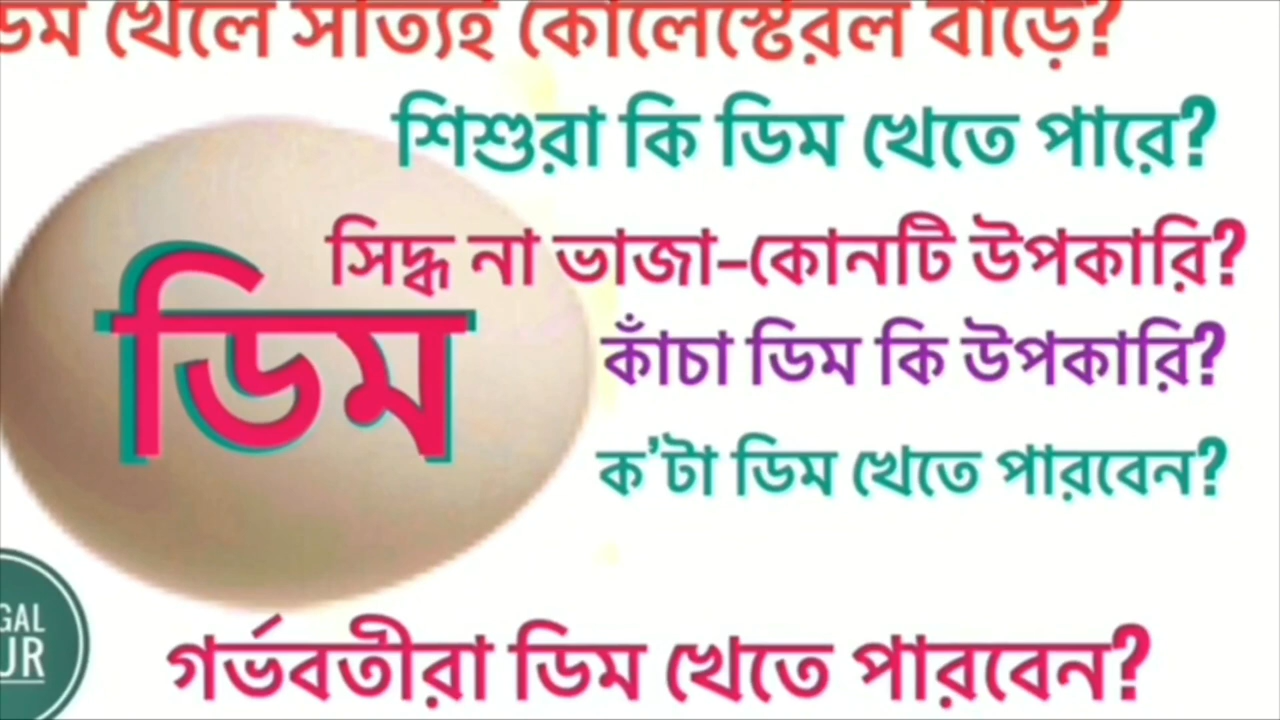 ডিম খেলে সত্যিই কোলেস্টেরল বাড়ে?
শিশুরা কি ডিম খেতে পারে?
সিদ্ধ না ভাজা-কোনটি উপকারি?
ডিম
কাঁচা ডিম কি উপকারি?
ক'টা ডিম খেতে পারবেন?
গর্ভবতীরা ডিম খেতে পারবেন?